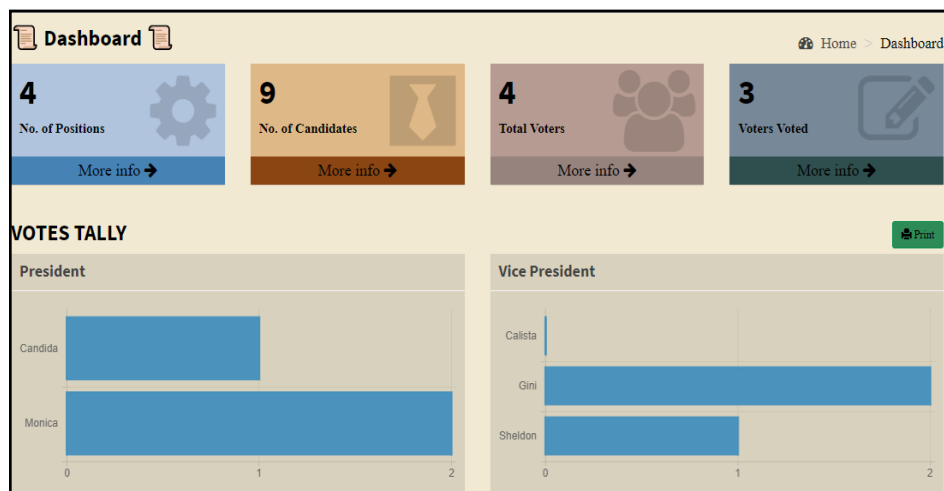 Dashboard
Home > Dashboard
4
No. of Positions
More info
9
No. of Candidates
More info
4
Total Voters
More info
3
Voters Voted
More info
VOTES TALLY
Print
President
Candida
Monica
0 1 2
Vice President
Calista
Gini
Sheldon
0 1 2